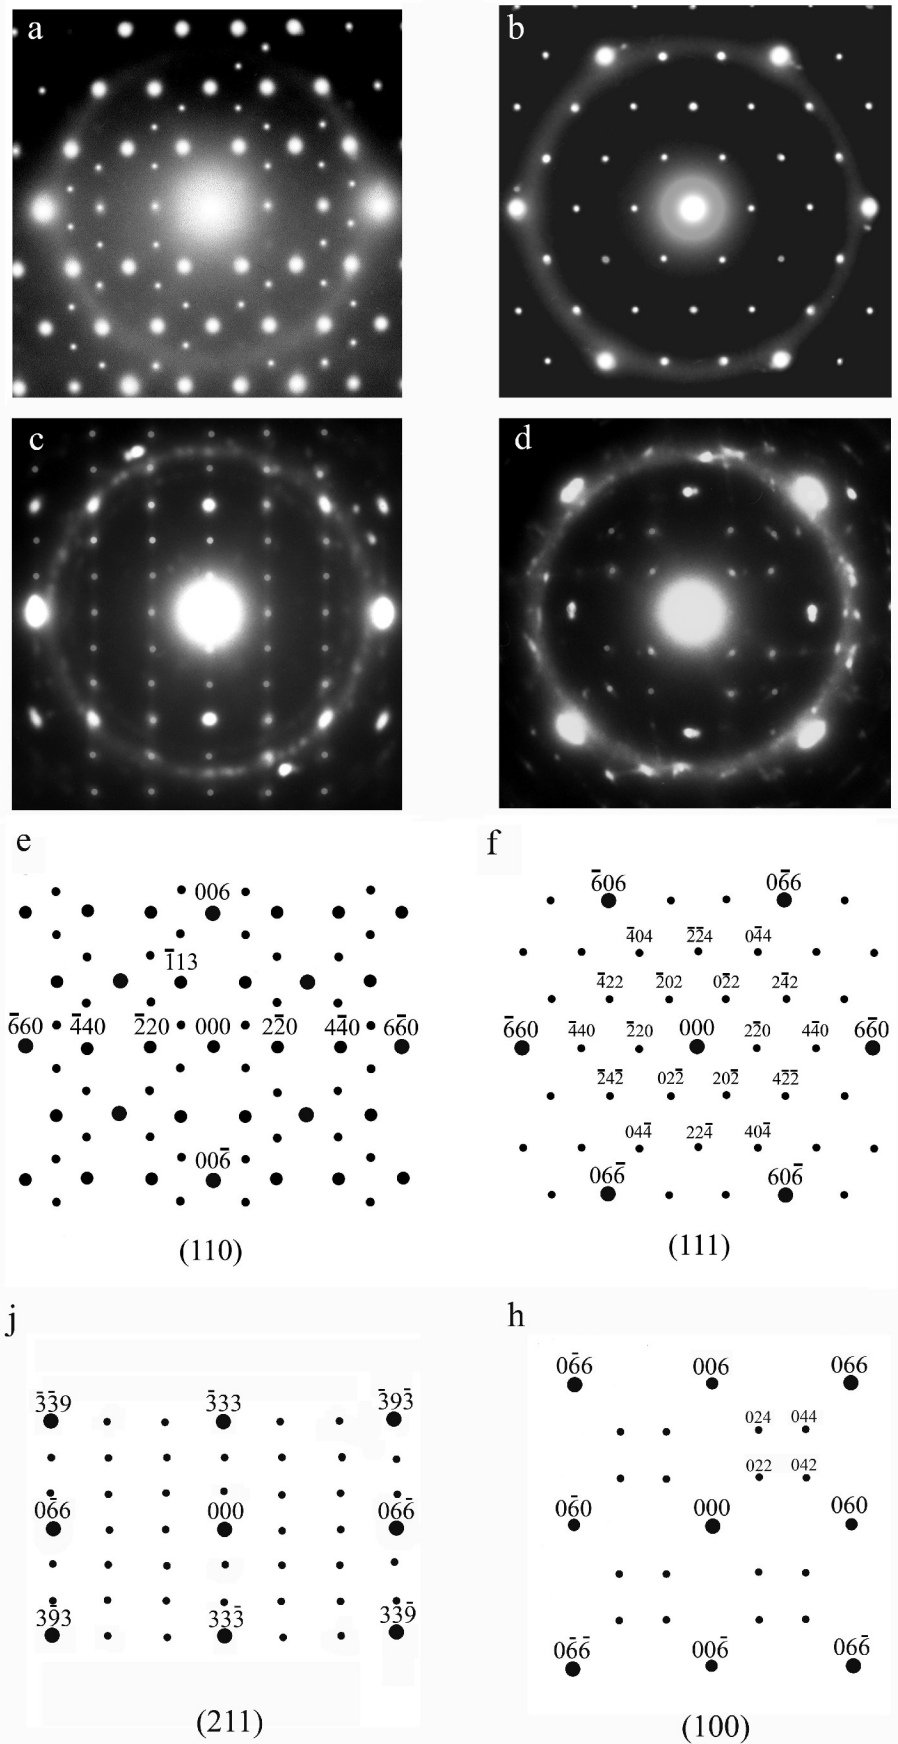 a
b
c
d
e
006
1̄13
6̄60 4̄40 2̄20 000 22̄0 44̄0 66̄0
006̄
(110)
f
6̄06 06̄6
4̄04 2̄2̄4 04̄4
4̄22 2̄02 02̄2 24̄2
6̄60 4̄40 2̄20 000 22̄0 44̄0 66̄0
2̄42̄ 022̄ 202̄ 42̄2̄
044̄ 224̄ 404̄
066̄ 606̄
(111)
j
3̄3̄9 3̄33 3̄93̄
06̄6 000 066̄
39̄3 333̄ 339̄
(211)
h
06̄6 006 066
024 044
022 042
06̄0 000 060
06̄6̄ 006̄ 066̄
(100)